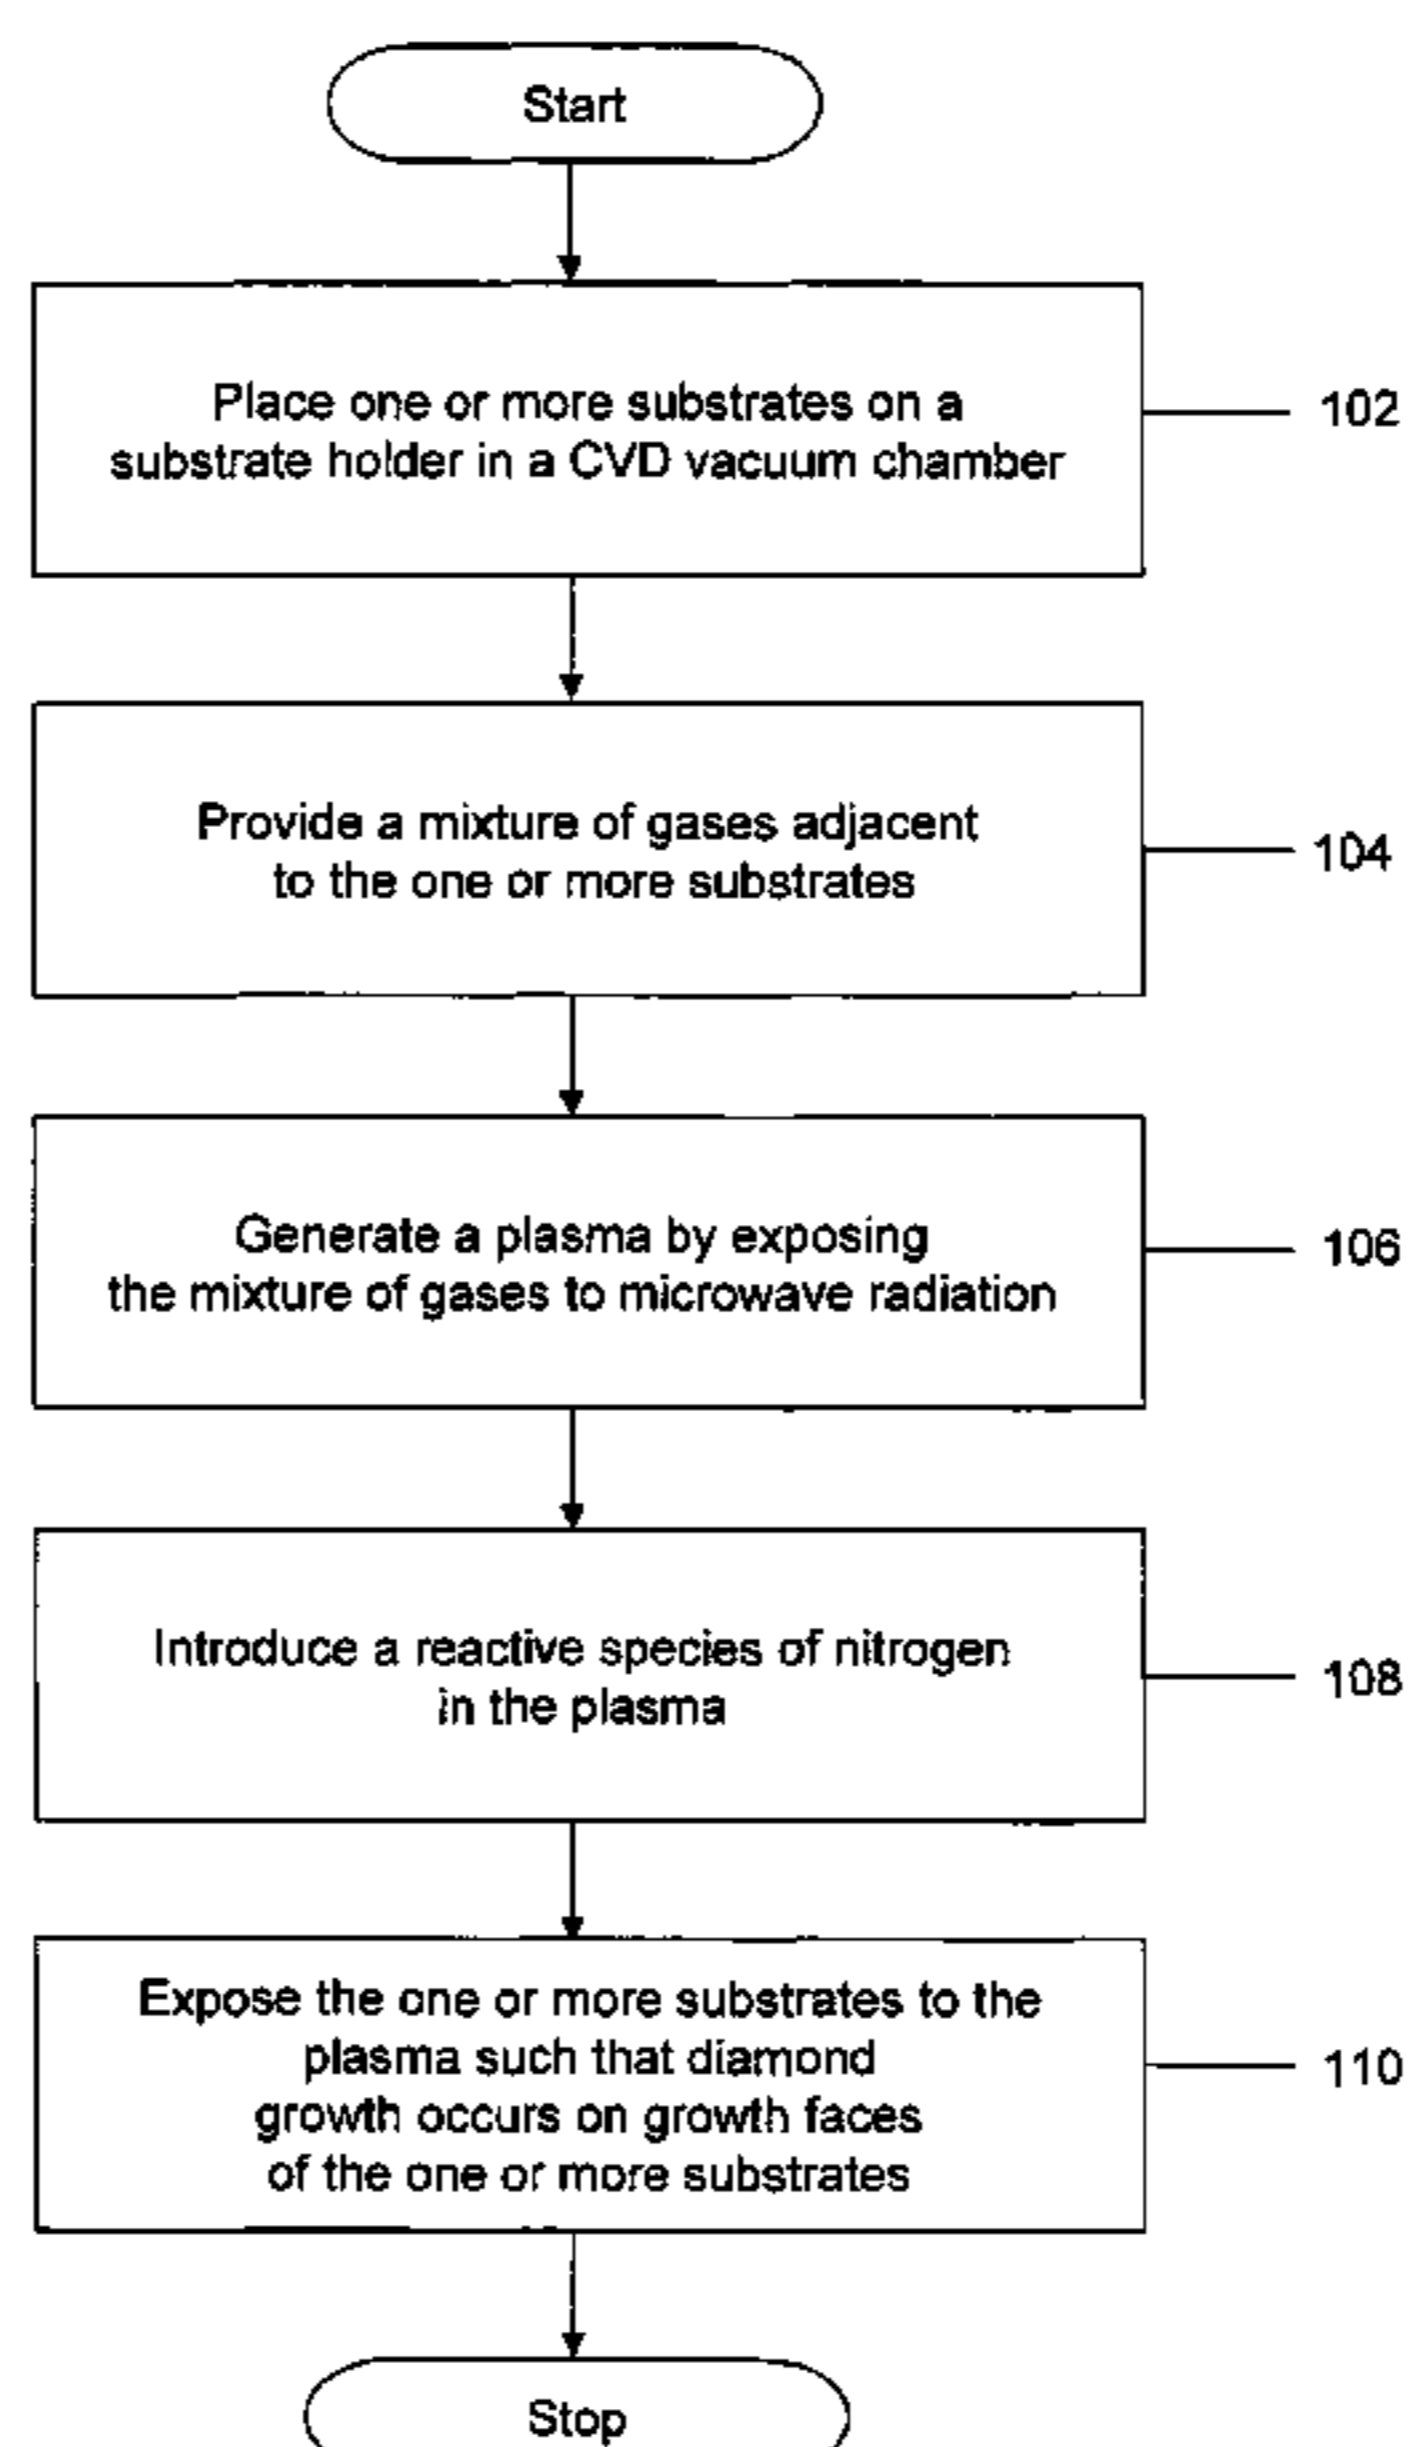 Start
Place one or more substrates on a
substrate holder in a CVD vacuum chamber
102
Provide a mixture of gases adjacent
to the one or more substrates
104
Generate a plasma by exposing
the mixture of gases to microwave radiation
106
Introduce a reactive species of nitrogen
in the plasma
108
Expose the one or more substrates to the
plasma such that diamond
growth occurs on growth faces
of the one or more substrates
110
Stop